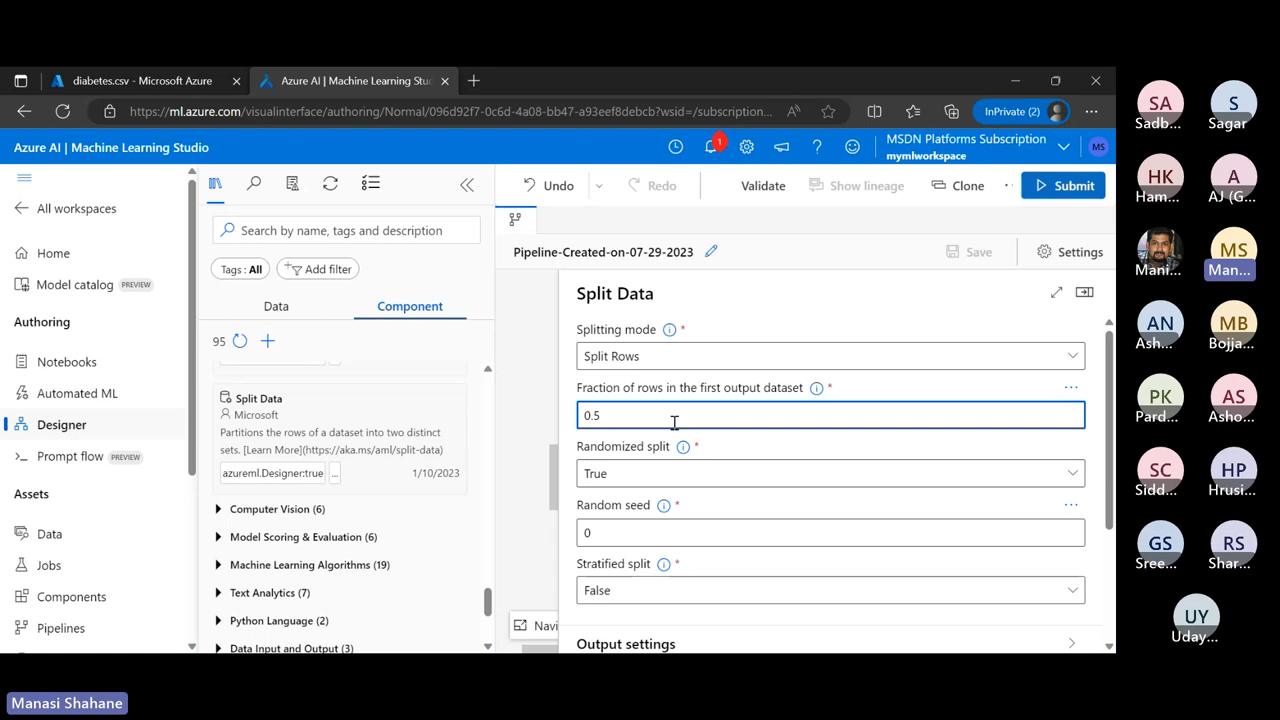 diabetes.csv - Microsoft Azure
Azure AI | Machine Learning Stu
https://ml.azure.com/visualinterface/authoring/Normal/096d92f7-0c6d-4a08-bb47-a93eef8debcb?wsid=/subscription...
InPrivate (2)
Azure AI | Machine Learning Studio
1
MSDN Platforms Subscription
mymlworkspace
MS
All workspaces
Home
Model catalog PREVIEW
Authoring
Notebooks
Automated ML
Designer
Prompt flow PREVIEW
Assets
Data
Jobs
Components
Pipelines
Search by name, tags and description
Tags : All
Add filter
Data
Component
95
Split Data
Microsoft
Partitions the rows of a dataset into two distinct
sets. [Learn More](https://aka.ms/aml/split-data)
azureml.Designer:true ... 1/10/2023
Computer Vision (6)
Model Scoring & Evaluation (6)
Machine Learning Algorithms (19)
Text Analytics (7)
Python Language (2)
Data Input and Output (3)
Undo
Redo
Validate
Show lineage
Clone
Submit
Pipeline-Created-on-07-29-2023
Save
Settings
Split Data
Splitting mode *
Split Rows
Fraction of rows in the first output dataset * ...
0.5
Randomized split *
True
Random seed * ...
0
Stratified split *
False
Navi
Output settings
SA
Sadb...
S
Sagar
HK
Ham...
A
AJ (G...
Mani...
MS
Man...
AN
Ash...
MB
Bojja...
PK
Pard...
AS
Asho...
SC
Sidd...
HP
Hrusi...
GS
Sree...
RS
Shar...
UY
Uday...
Manasi Shahane